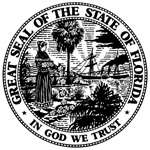 GREAT SEAL OF THE STATE OF FLORIDA
IN GOD WE TRUST